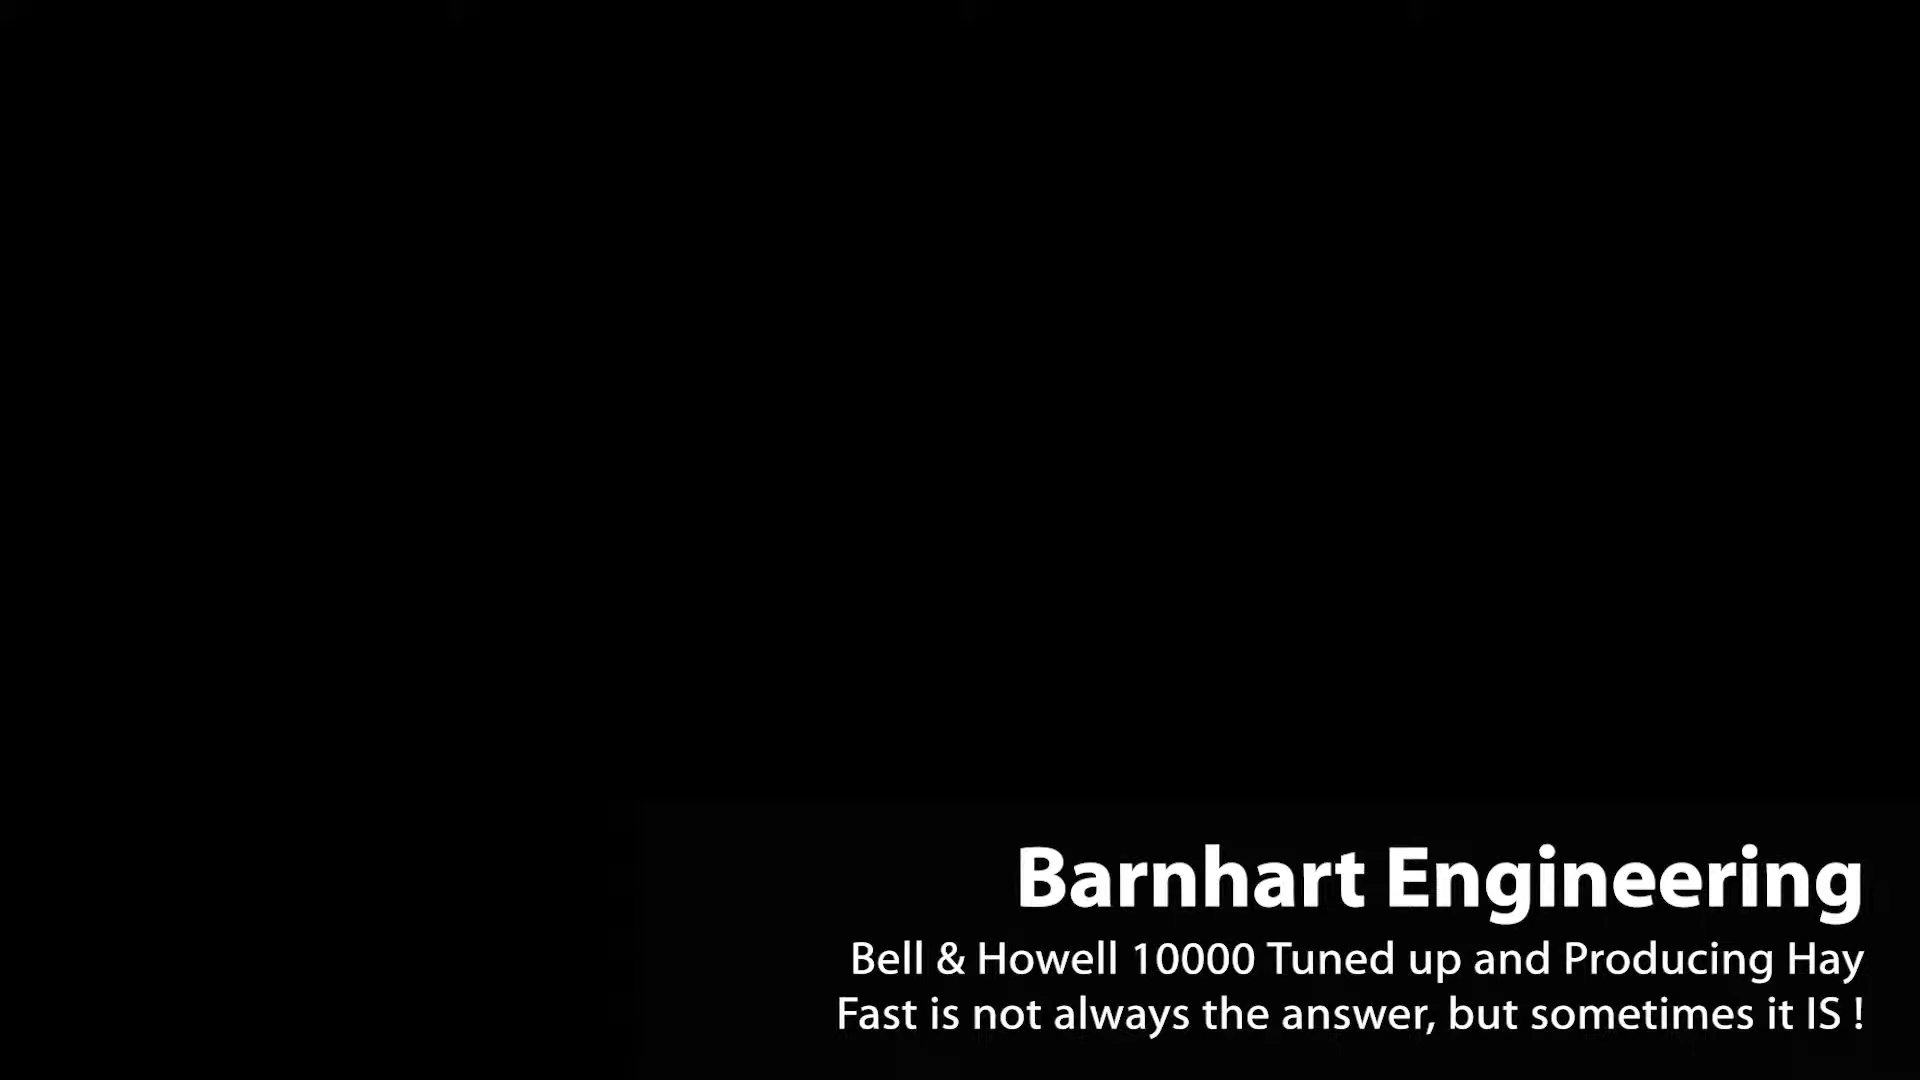 Barnhart Engineering
Bell & Howell 10000 Tuned up and Producing Hay
Fast is not always the answer, but sometimes it IS !